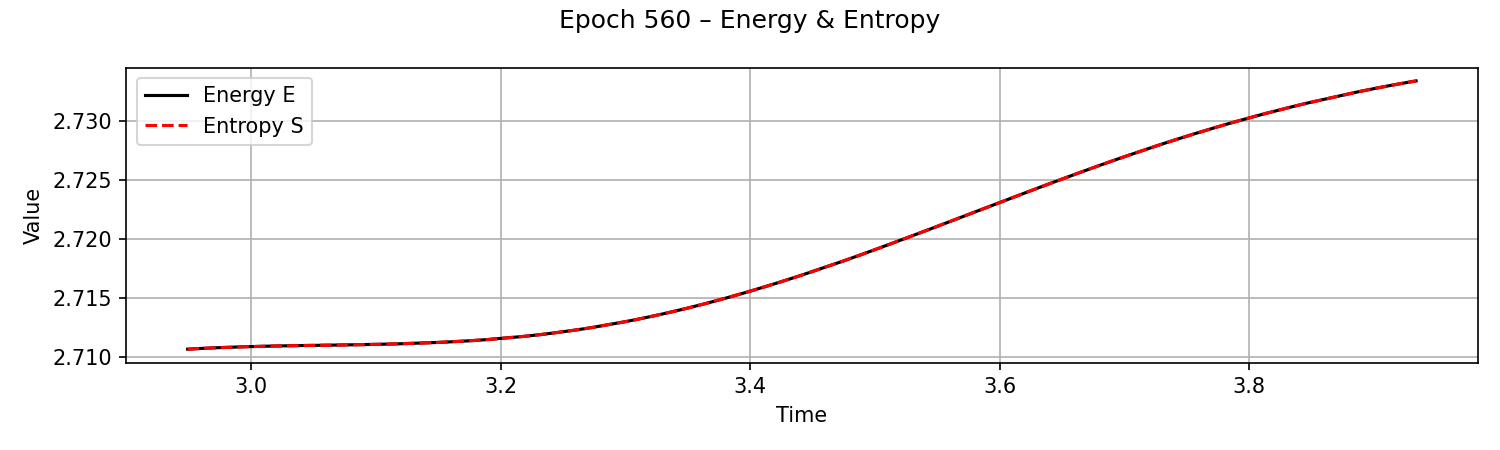 Epoch 560 – Energy & Entropy
Energy E
Entropy S
Value
2.730
2.725
2.720
2.715
2.710
3.0 3.2 3.4 3.6 3.8
Time